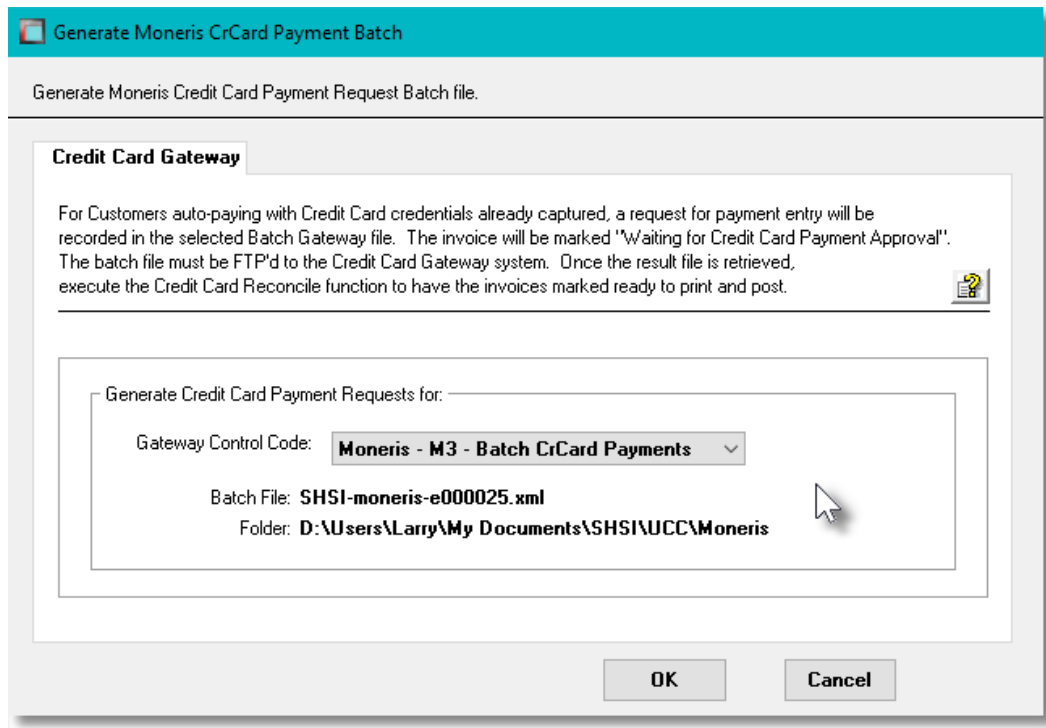 Generate Moneris CrCard Payment Batch
Generate Moneris Credit Card Payment Request Batch file.
Credit Card Gateway
For Customers auto-paying with Credit Card credentials already captured, a request for payment entry will be
recorded in the selected Batch Gateway file.  The invoice will be marked "Waiting for Credit Card Payment Approval".
The batch file must be FTP'd to the Credit Card Gateway system.  Once the result file is retrieved,
execute the Credit Card Reconcile function to have the invoices marked ready to print and post.
Generate Credit Card Payment Requests for:
Gateway Control Code: Moneris - M3 - Batch CrCard Payments
Batch File: SHSI-moneris-e000025.xml
Folder: D:\Users\Larry\My Documents\SHSI\UCC\Moneris
OK Cancel